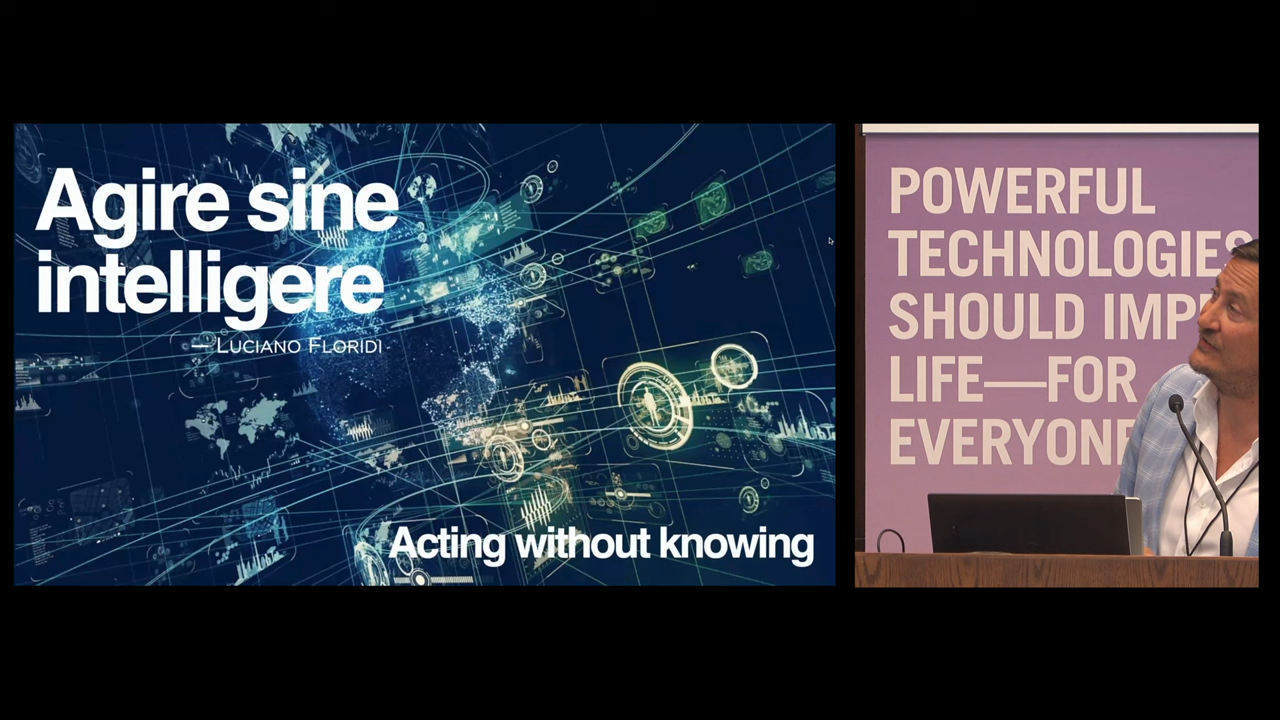 Agire sine
intelligere
— LUCIANO FLORIDI
Acting without knowing
POWERFUL
TECHNOLOGIES
SHOULD IMP
LIFE—FOR
EVERYONE